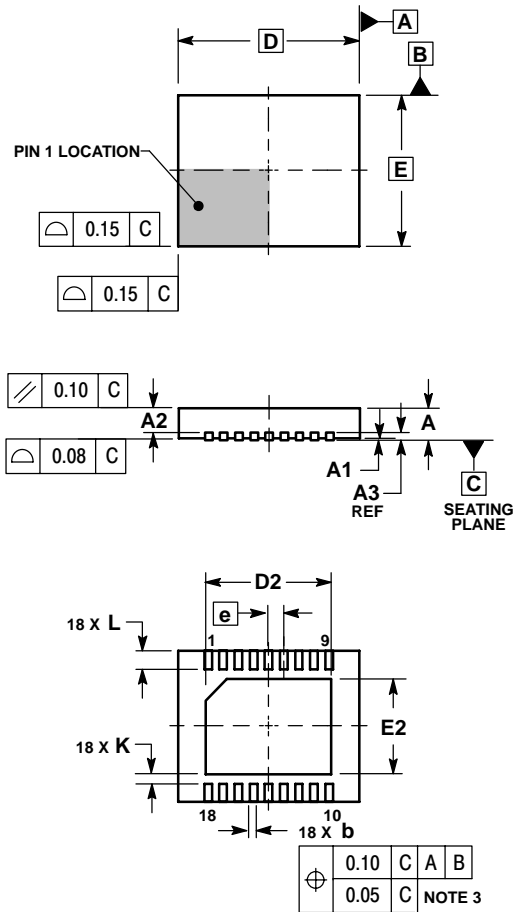 D
A
B
PIN 1 LOCATION
E
⌓ 0.15 C
⌓ 0.15 C
⫽ 0.10 C
A2
A
⌓ 0.08 C
A1
A3
REF
C
SEATING
PLANE
D2
e
18 X L
1
9
E2
18 X K
18
10
18 X b
⌖ 0.10 C A B
0.05 C NOTE 3